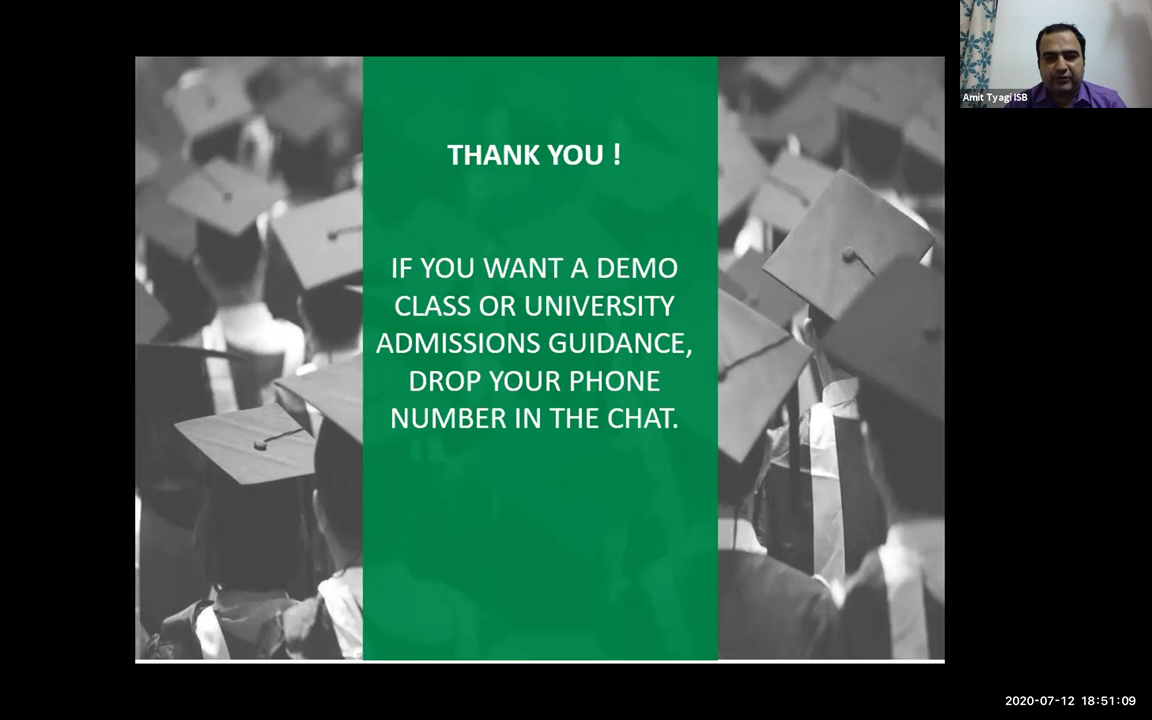 THANK YOU !
IF YOU WANT A DEMO
CLASS OR UNIVERSITY
ADMISSIONS GUIDANCE,
DROP YOUR PHONE
NUMBER IN THE CHAT.
Amit Tyagi ISB
2020-07-12 18:51:09